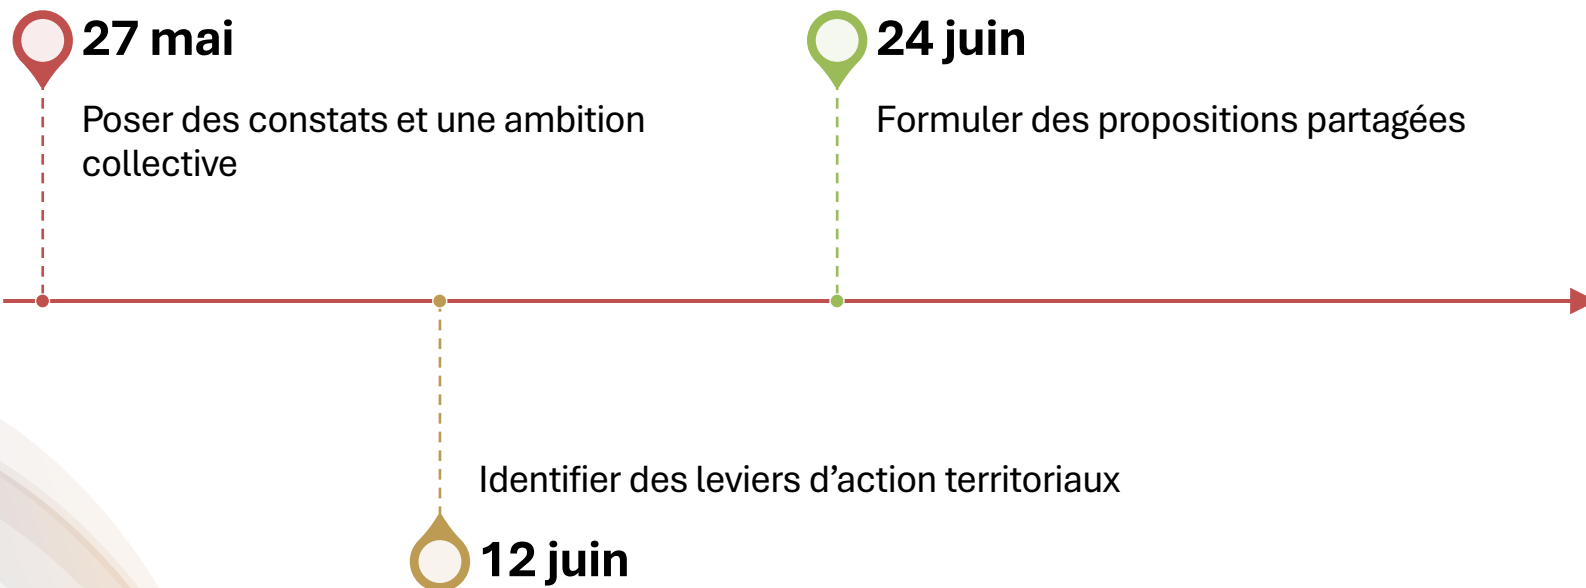 27 mai
Poser des constats et une ambition
collective
24 juin
Formuler des propositions partagées
Identifier des leviers d’action territoriaux
12 juin